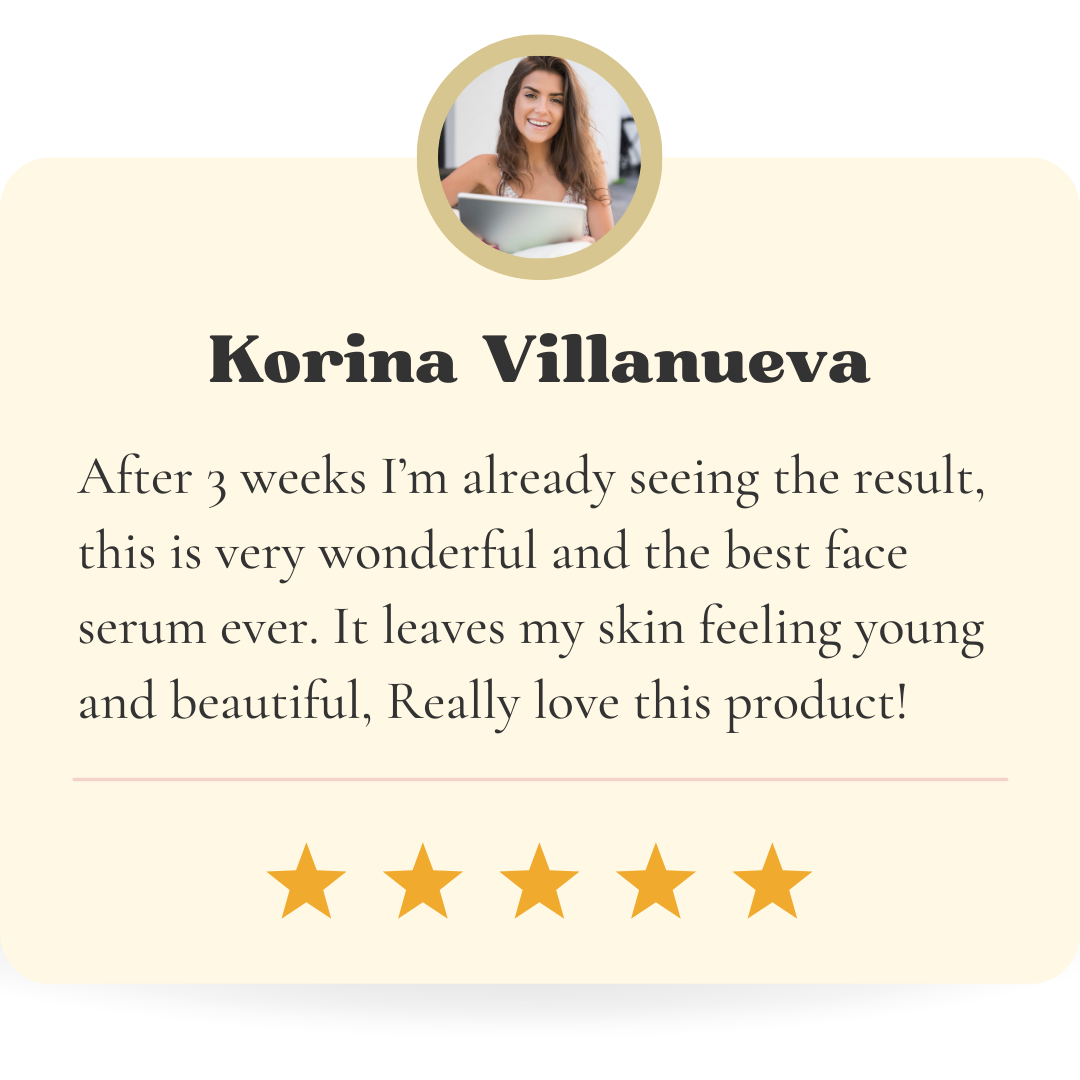 Korina Villanueva
After 3 weeks I’m already seeing the result,
this is very wonderful and the best face
serum ever. It leaves my skin feeling young
and beautiful, Really love this product!